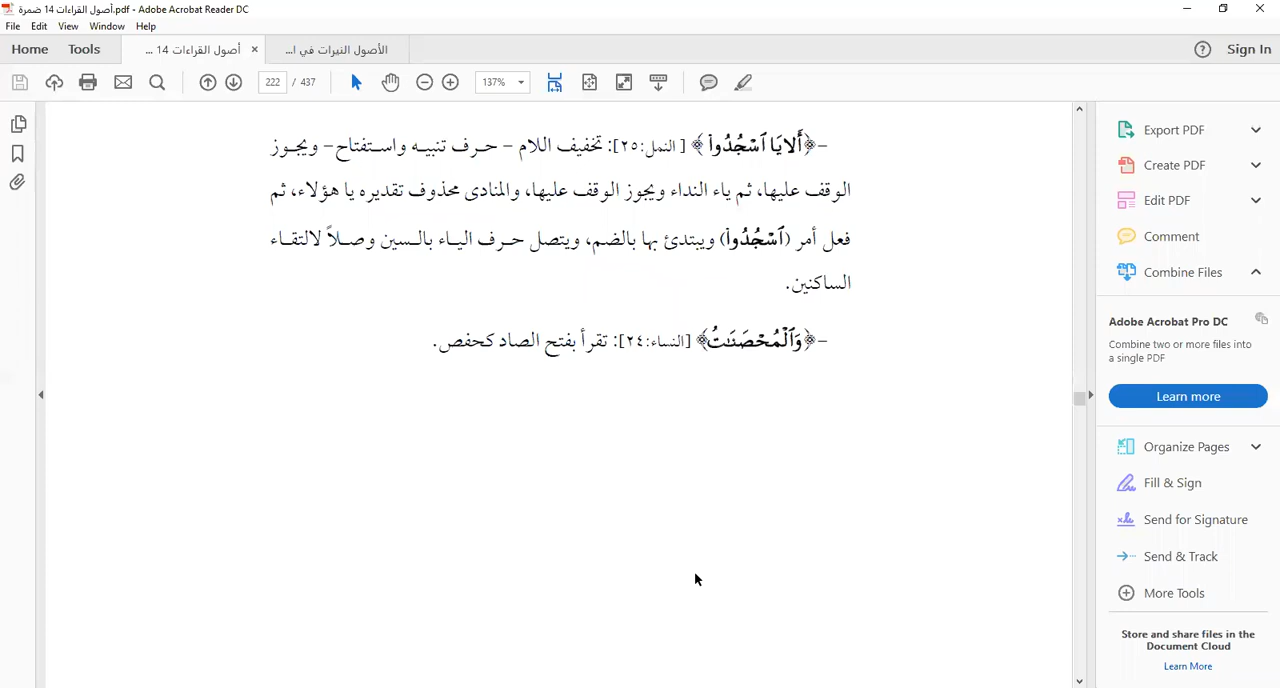 أصول القراءات 14 ضمرة.pdf - Adobe Acrobat Reader DC
File Edit View Window Help
Home Tools أصول القراءات 14 ... × الأصول النيرات في ا... Sign In
222 / 437 137%
-﴿أَلَا يَا ٱسْجُدُوا۟﴾ [النمل:٢٥]: تخفيف اللام - حرف تنبيه واستفتاح- ويجوز
الوقف عليها، ثم ياء النداء ويجوز الوقف عليها، والمنادى محذوف تقديره يا هؤلاء، ثم
فعل أمر (ٱسْجُدُوا۟) ويبتدئ بها بالضم، ويتصل حرف الياء بالسين وصلاً لالتقاء
الساكنين.
-﴿وَٱلْمُحْصَنَٰتُ﴾ [النساء:٢٤]: تقرأ بفتح الصاد كحفص.
Export PDF
Create PDF
Edit PDF
Comment
Combine Files
Adobe Acrobat Pro DC
Combine two or more files into
a single PDF
Learn more
Organize Pages
Fill & Sign
Send for Signature
Send & Track
More Tools
Store and share files in the
Document Cloud
Learn More